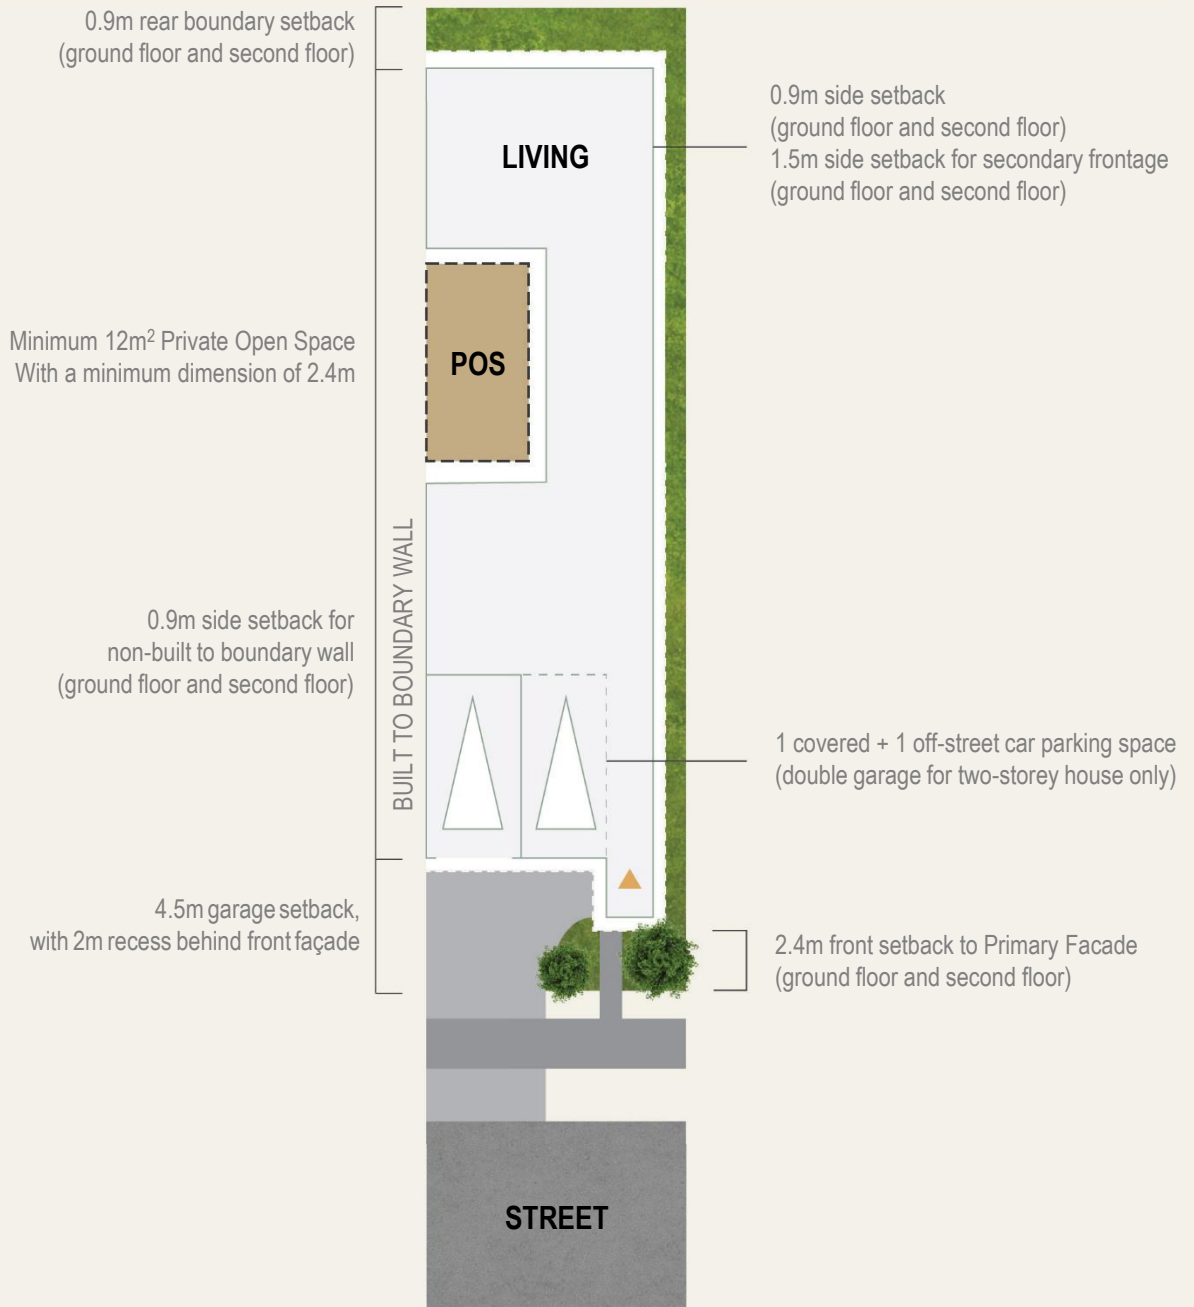 0.9m rear boundary setback
(ground floor and second floor)
LIVING
0.9m side setback
(ground floor and second floor)
1.5m side setback for secondary frontage
(ground floor and second floor)
Minimum 12m² Private Open Space
With a minimum dimension of 2.4m
POS
BUILT TO BOUNDARY WALL
0.9m side setback for
non-built to boundary wall
(ground floor and second floor)
1 covered + 1 off-street car parking space
(double garage for two-storey house only)
4.5m garage setback,
with 2m recess behind front façade
2.4m front setback to Primary Facade
(ground floor and second floor)
STREET